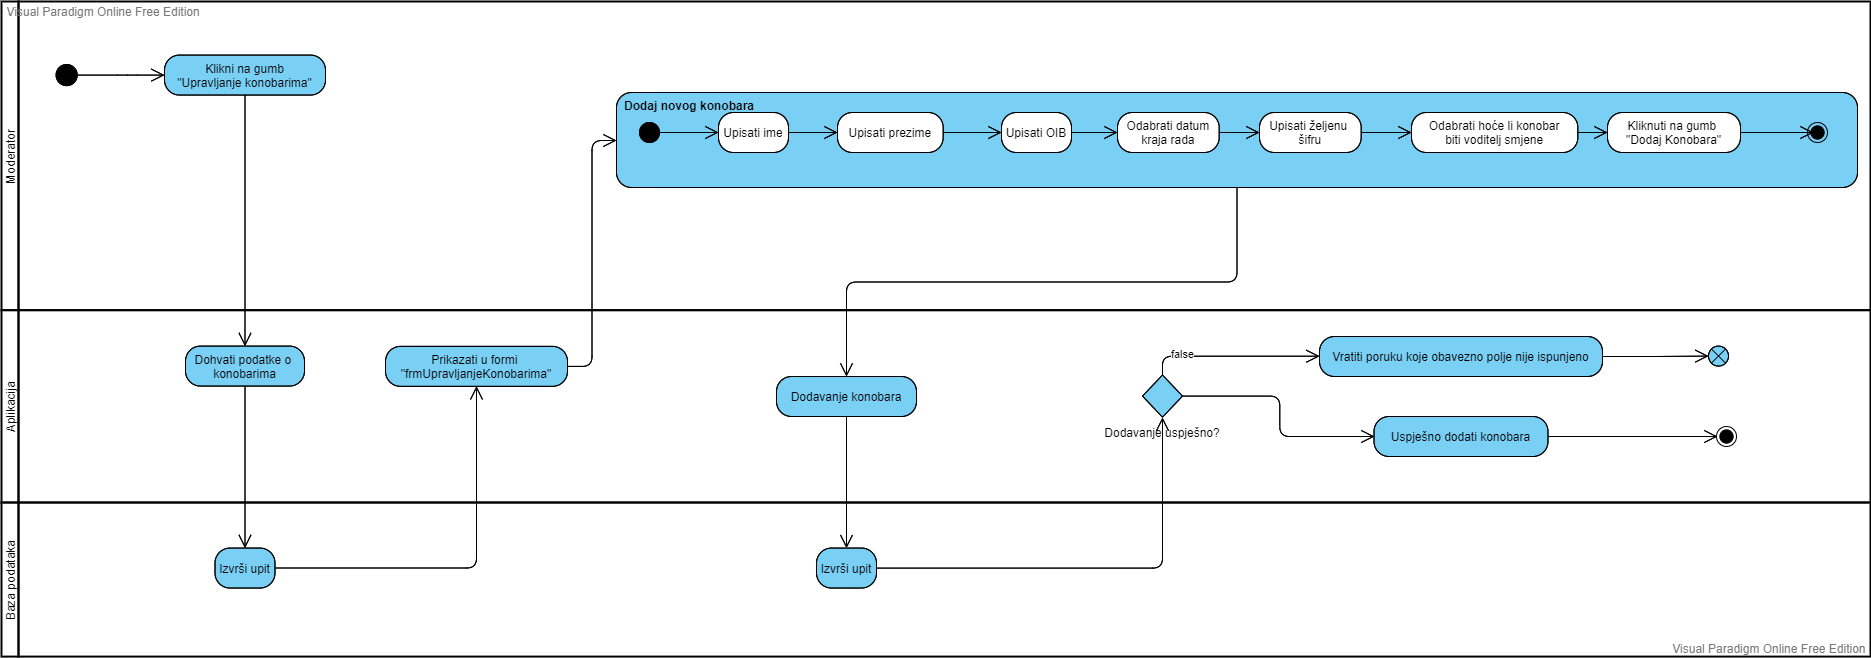 Visual Paradigm Online Free Edition
Moderator
Klikni na gumb
"Upravljanje konobarima"
Dodaj novog konobara
Upisati ime
Upisati prezime
Upisati OIB
Odabrati datum
kraja rada
Upisati željenu
šifru
Odabrati hoće li konobar
biti voditelj smjene
Kliknuti na gumb
"Dodaj Konobara"
Aplikacija
Dohvati podatke o
konobarima
Prikazati u formi
"frmUpravljanjeKonobarima"
Dodavanje konobara
false
Dodavanje uspješno?
Vratiti poruku koje obavezno polje nije ispunjeno
Uspješno dodati konobara
Baza podataka
Izvrši upit
Izvrši upit
Visual Paradigm Online Free Edition